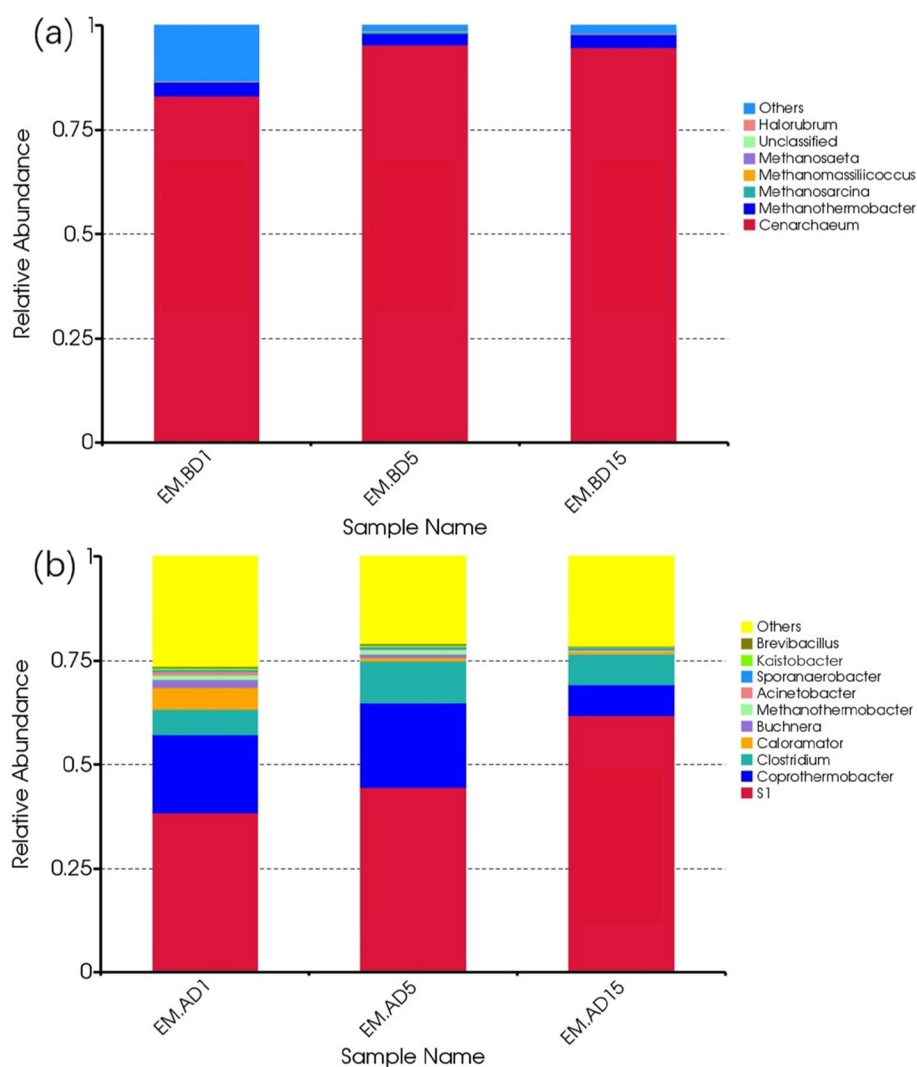 (a)
1
0.75
0.5
0.25
0
Relative Abundance
EM.BD1
EM.BD5
EM.BD15
Sample Name
Others
Halorubrum
Unclassified
Methanosaeta
Methanomassiliicoccus
Methanosarcina
Methanothermobacter
Cenarchaeum
(b)
1
0.75
0.5
0.25
0
Relative Abundance
EM.AD1
EM.AD5
EM.AD15
Sample Name
Others
Brevibacillus
Kaistobacter
Sporanaerobacter
Acinetobacter
Methanothermobacter
Buchnera
Caloramator
Clostridium
Coprothermobacter
S1